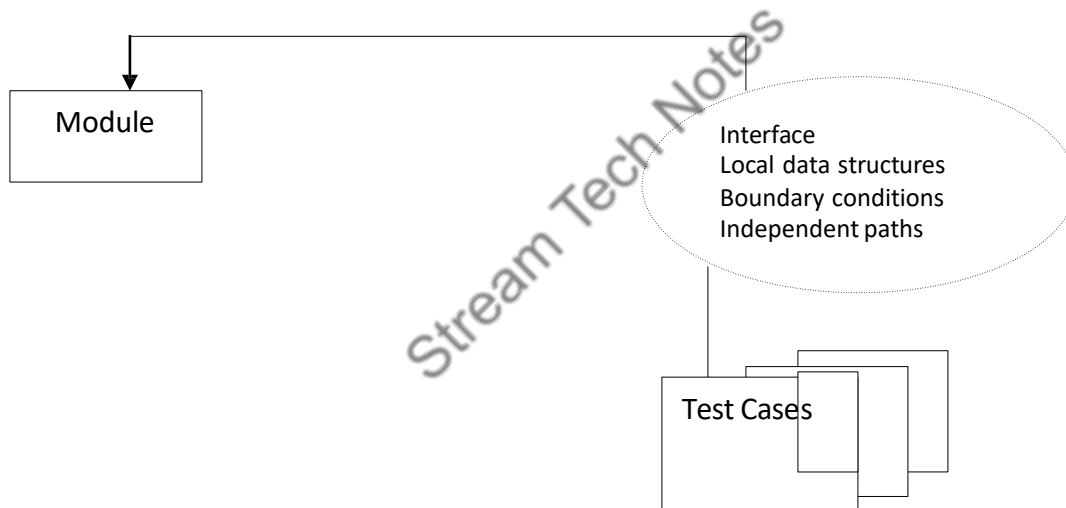 Module
Interface
Local data structures
Boundary conditions
Independent paths
Stream Tech Notes
Test Cases